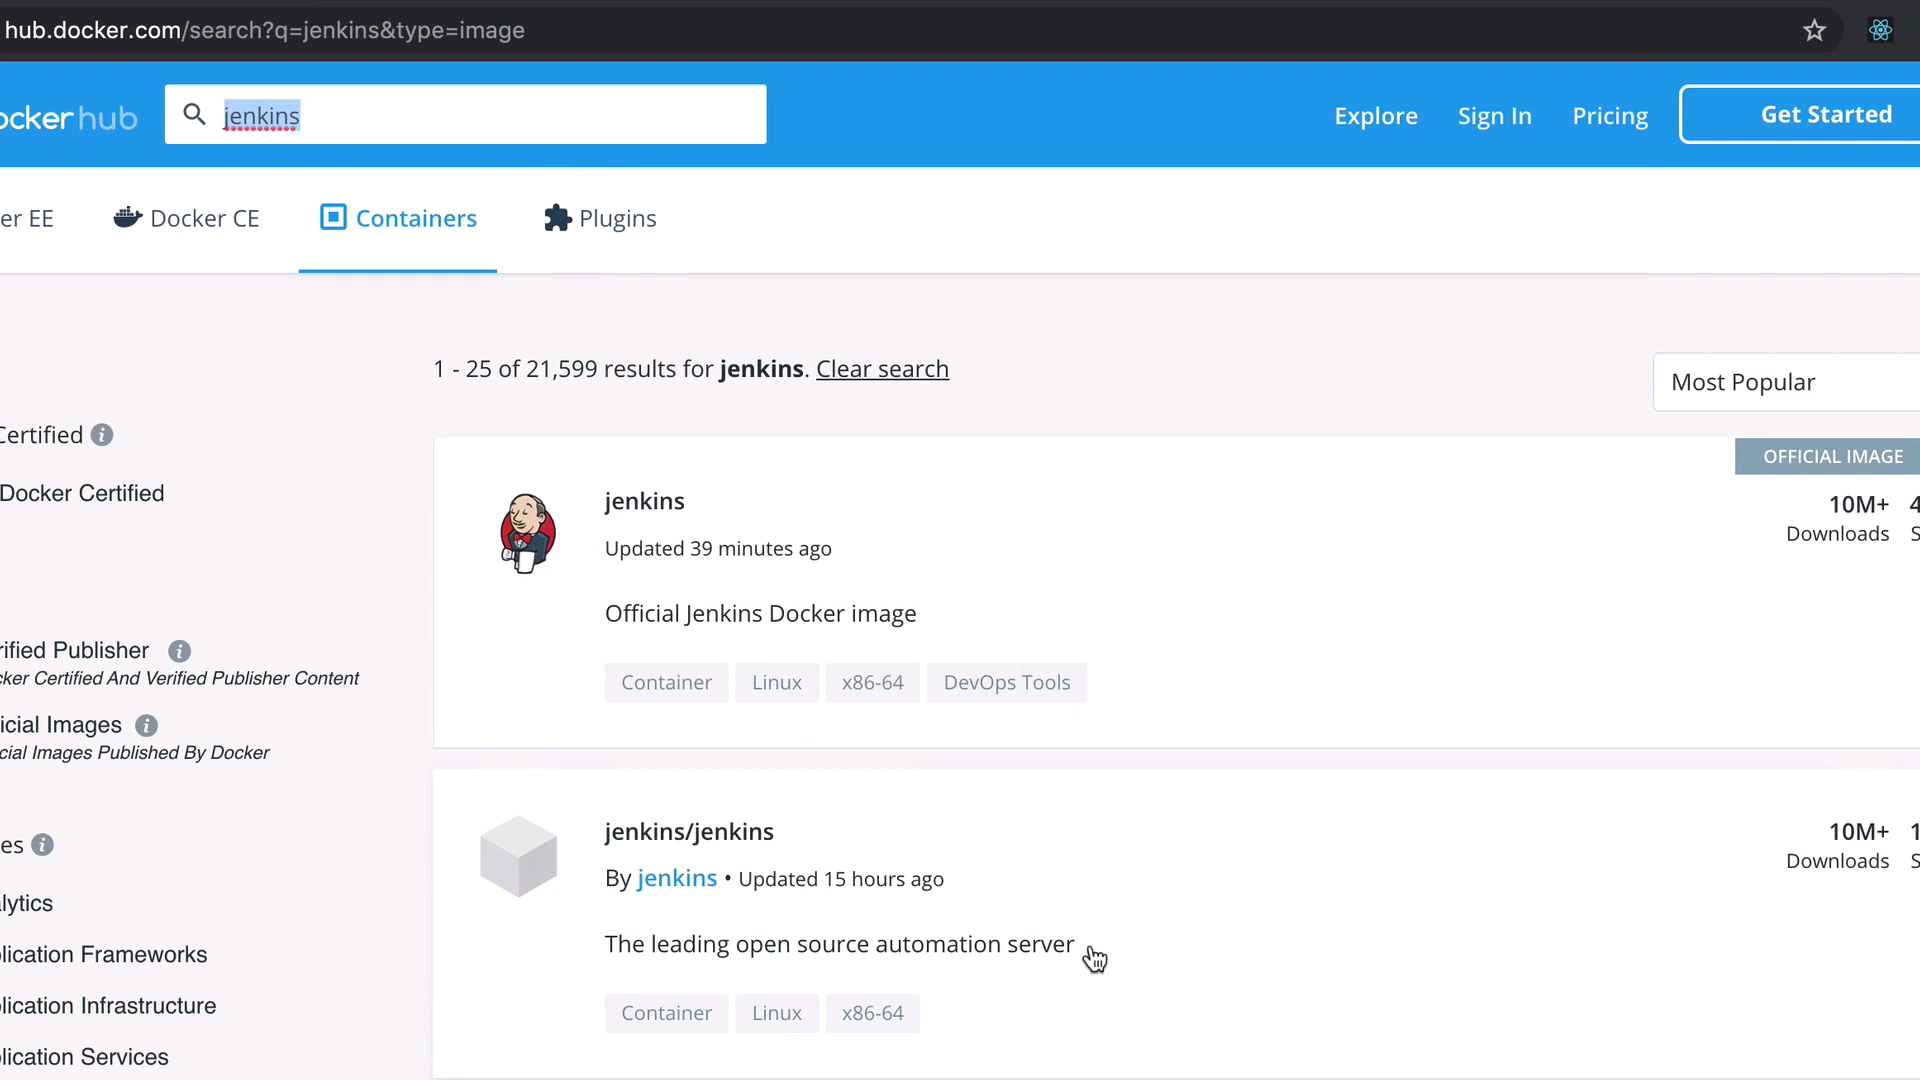 hub.docker.com/search?q=jenkins&type=image
ocker hub
jenkins
Explore
Sign In
Pricing
Get Started
er EE
Docker CE
Containers
Plugins
1 - 25 of 21,599 results for jenkins. Clear search
Most Popular
Certified
Docker Certified
rified Publisher
cker Certified And Verified Publisher Content
icial Images
cial Images Published By Docker
es
lytics
lication Frameworks
lication Infrastructure
lication Services
OFFICIAL IMAGE
jenkins
10M+ 4
Updated 39 minutes ago
Downloads S
Official Jenkins Docker image
Container Linux x86-64 DevOps Tools
jenkins/jenkins
10M+ 1
By jenkins • Updated 15 hours ago
Downloads S
The leading open source automation server
Container Linux x86-64